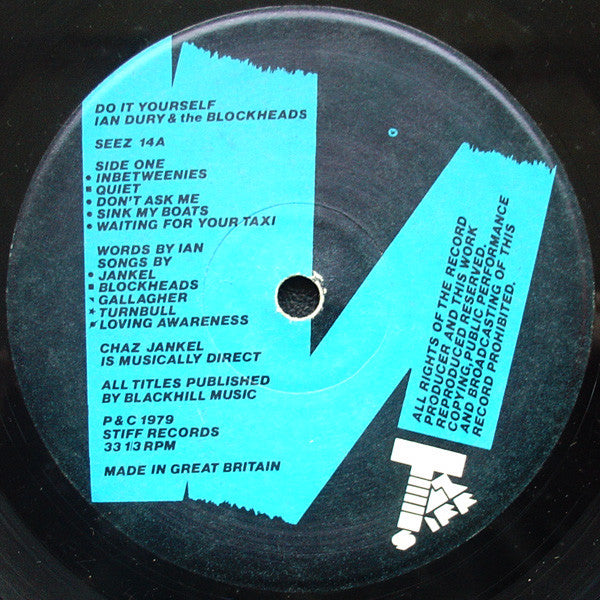 DO IT YOURSELF
IAN DURY & the BLOCKHEADS
SEEZ 14A
SIDE ONE
INBETWEENIES
QUIET
DON'T ASK ME
SINK MY BOATS
WAITING FOR YOUR TAXI
WORDS BY IAN
SONGS BY
JANKEL
BLOCKHEADS
GALLAGHER
TURNBULL
LOVING AWARENESS
CHAZ JANKEL
IS MUSICALLY DIRECT
ALL TITLES PUBLISHED
BY BLACKHILL MUSIC
P & C 1979
STIFF RECORDS
33 1/3 RPM
MADE IN GREAT BRITAIN
ALL RIGHTS OF THE RECORD
PRODUCER AND THIS WORK
REPRODUCED RESERVED.
COPYING, PUBLIC PERFORMANCE
AND BROADCASTING OF THIS
RECORD PROHIBITED.